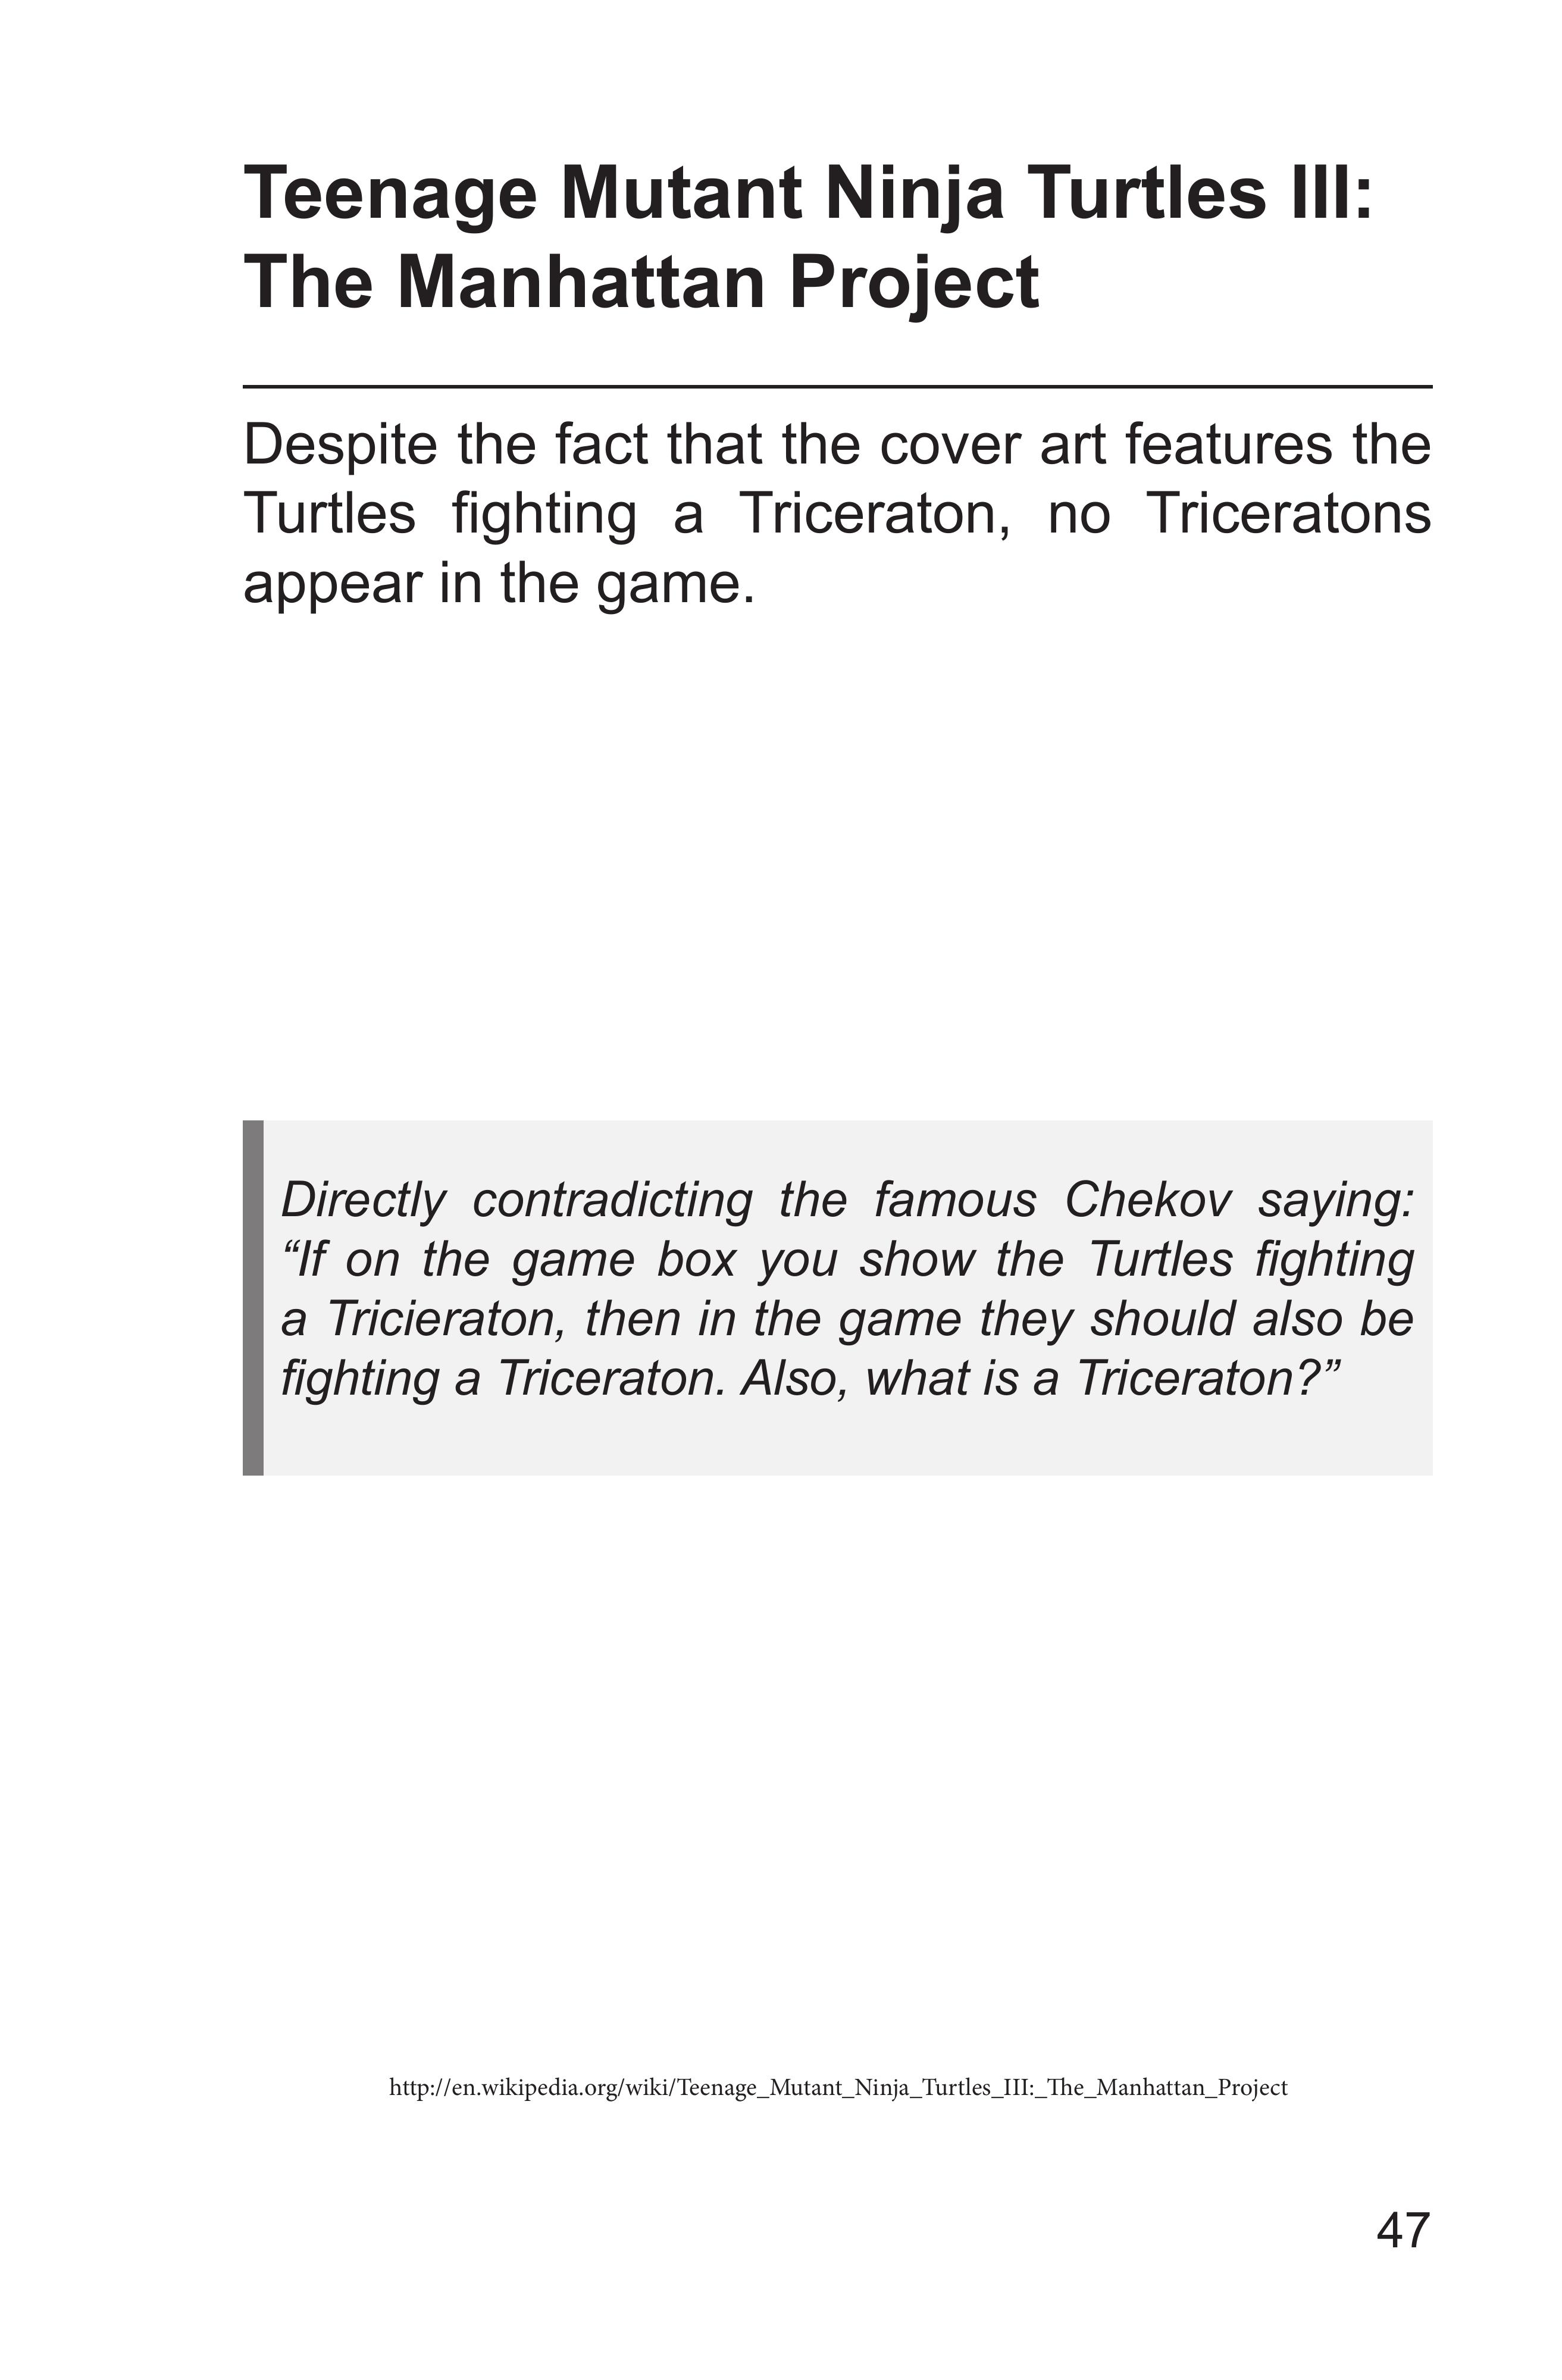 Teenage Mutant Ninja Turtles III:
The Manhattan Project
Despite the fact that the cover art features the
Turtles fighting a Triceraton, no Triceratons
appear in the game.
Directly contradicting the famous Chekov saying:
“If on the game box you show the Turtles fighting
a Tricieraton, then in the game they should also be
fighting a Triceraton. Also, what is a Triceraton?”
http://en.wikipedia.org/wiki/Teenage_Mutant_Ninja_Turtles_III:_The_Manhattan_Project
47